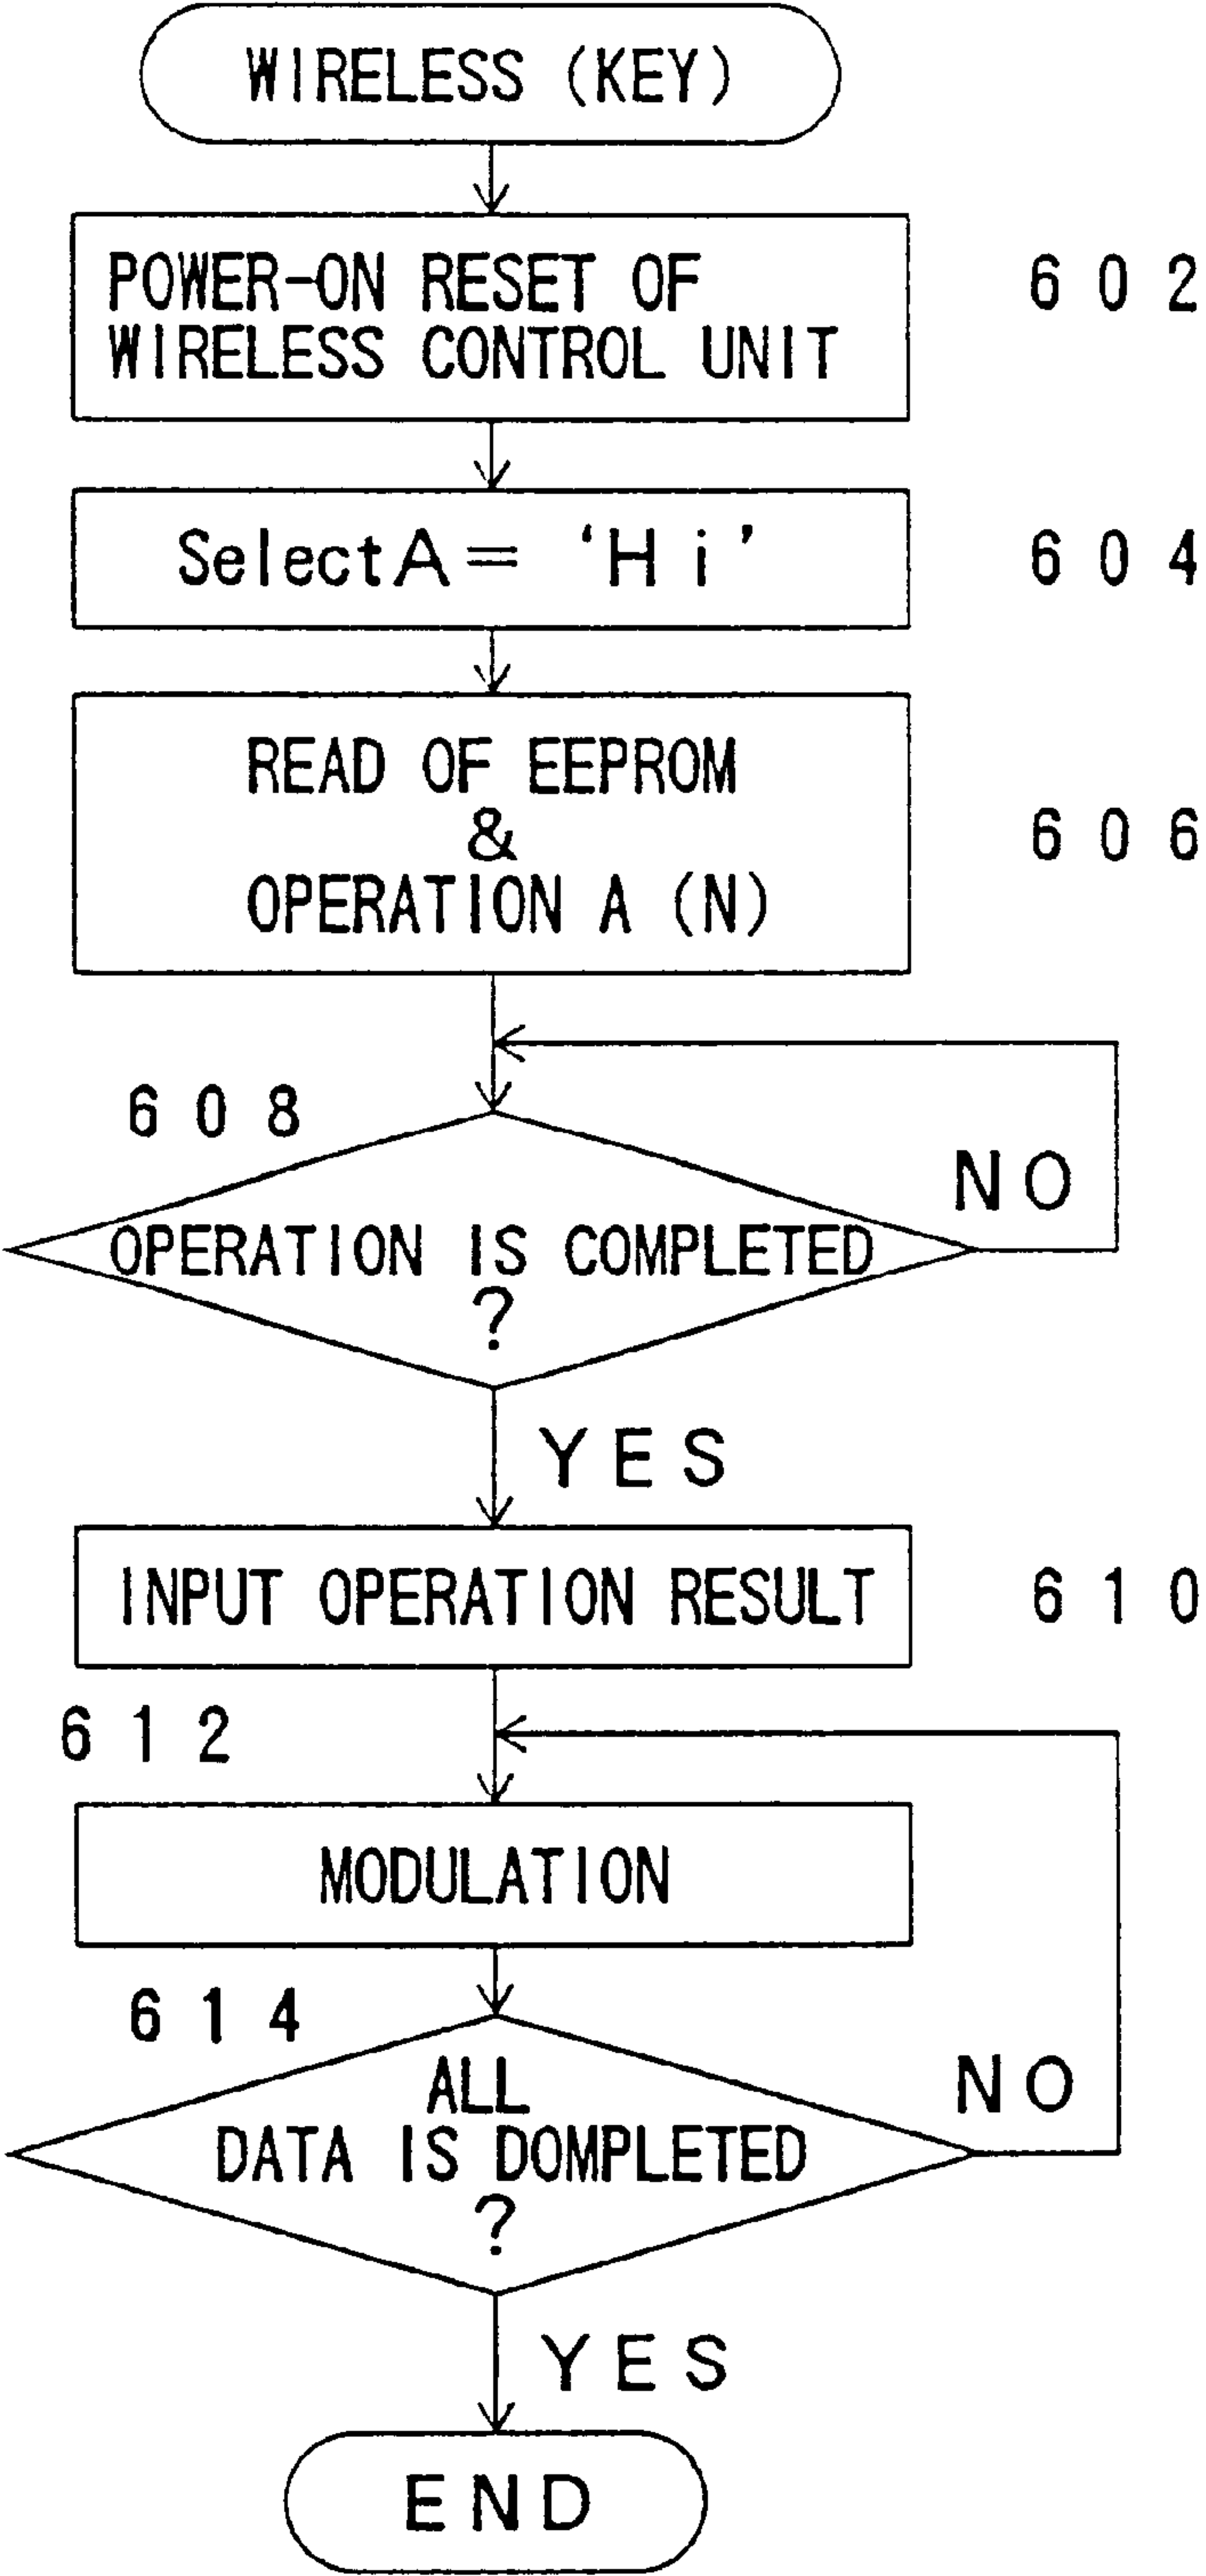 WIRELESS (KEY)
POWER-ON RESET OF
WIRELESS CONTROL UNIT
602
SelectA= ‘Hi’
604
READ OF EEPROM
&
OPERATION A (N)
606
608
OPERATION IS COMPLETED
?
NO
YES
INPUT OPERATION RESULT
610
612
MODULATION
614
ALL
DATA IS DOMPLETED
?
NO
YES
END